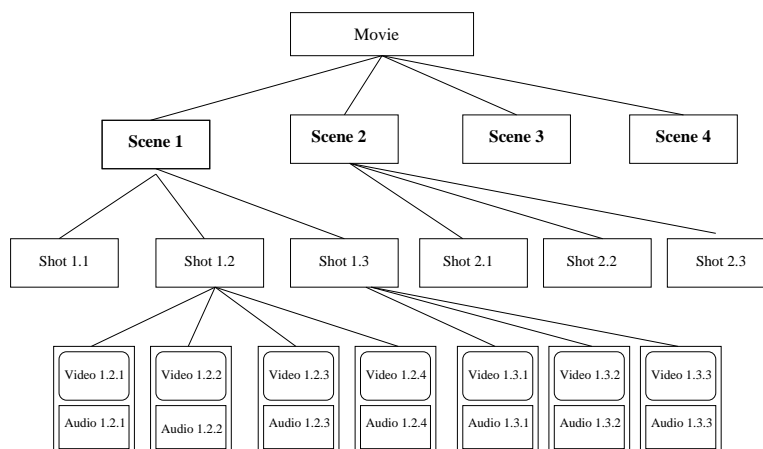 Movie
Scene 1
Scene 2
Scene 3
Scene 4
Shot 1.1
Shot 1.2
Shot 1.3
Shot 2.1
Shot 2.2
Shot 2.3
Video 1.2.1
Video 1.2.2
Video 1.2.3
Video 1.2.4
Video 1.3.1
Video 1.3.2
Video 1.3.3
Audio 1.2.1
Audio 1.2.2
Audio 1.2.3
Audio 1.2.4
Audio 1.3.1
Audio 1.3.2
Audio 1.3.3